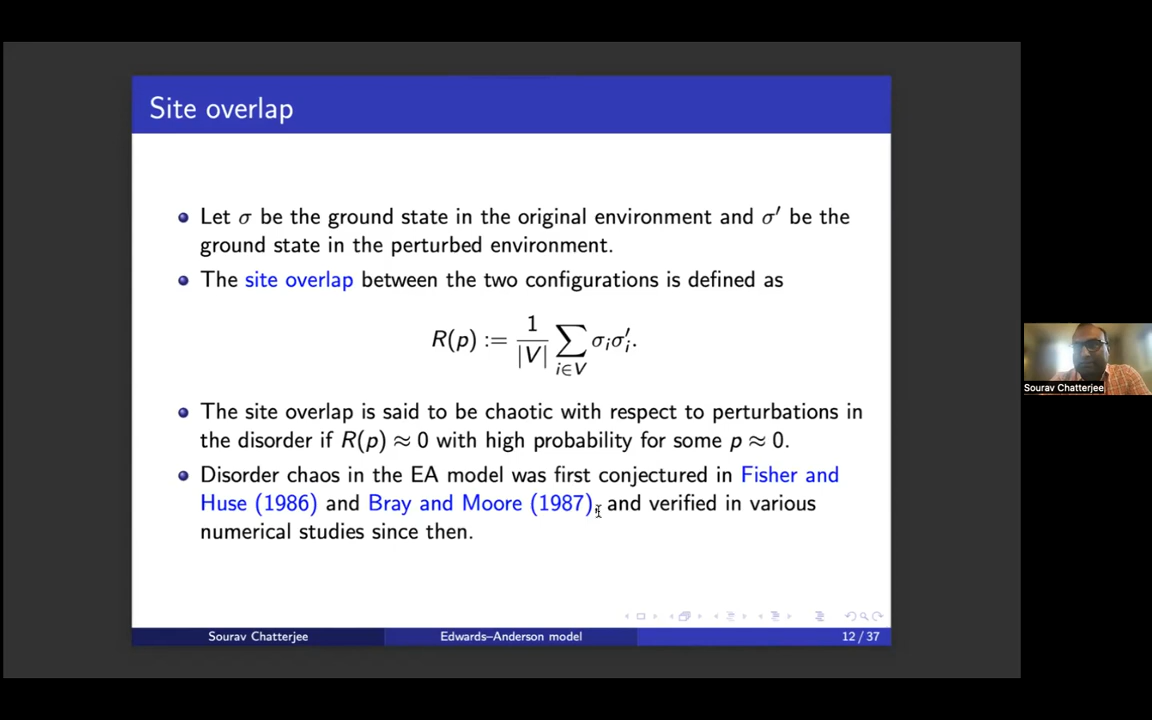 Site overlap
Let σ be the ground state in the original environment and σ′ be the
ground state in the perturbed environment.
The site overlap between the two configurations is defined as
R(p) := 1/|V| ∑_{i∈V} σ_i σ′_i.
The site overlap is said to be chaotic with respect to perturbations in
the disorder if R(p) ≈ 0 with high probability for some p ≈ 0.
Disorder chaos in the EA model was first conjectured in Fisher and
Huse (1986) and Bray and Moore (1987), and verified in various
numerical studies since then.
Sourav Chatterjee
Edwards–Anderson model
12 / 37
Sourav Chatterjee